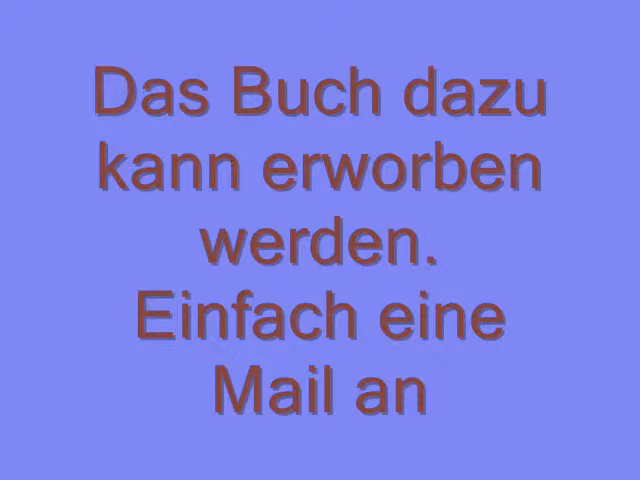 Das Buch dazu
kann erworben
werden.
Einfach eine
Mail an